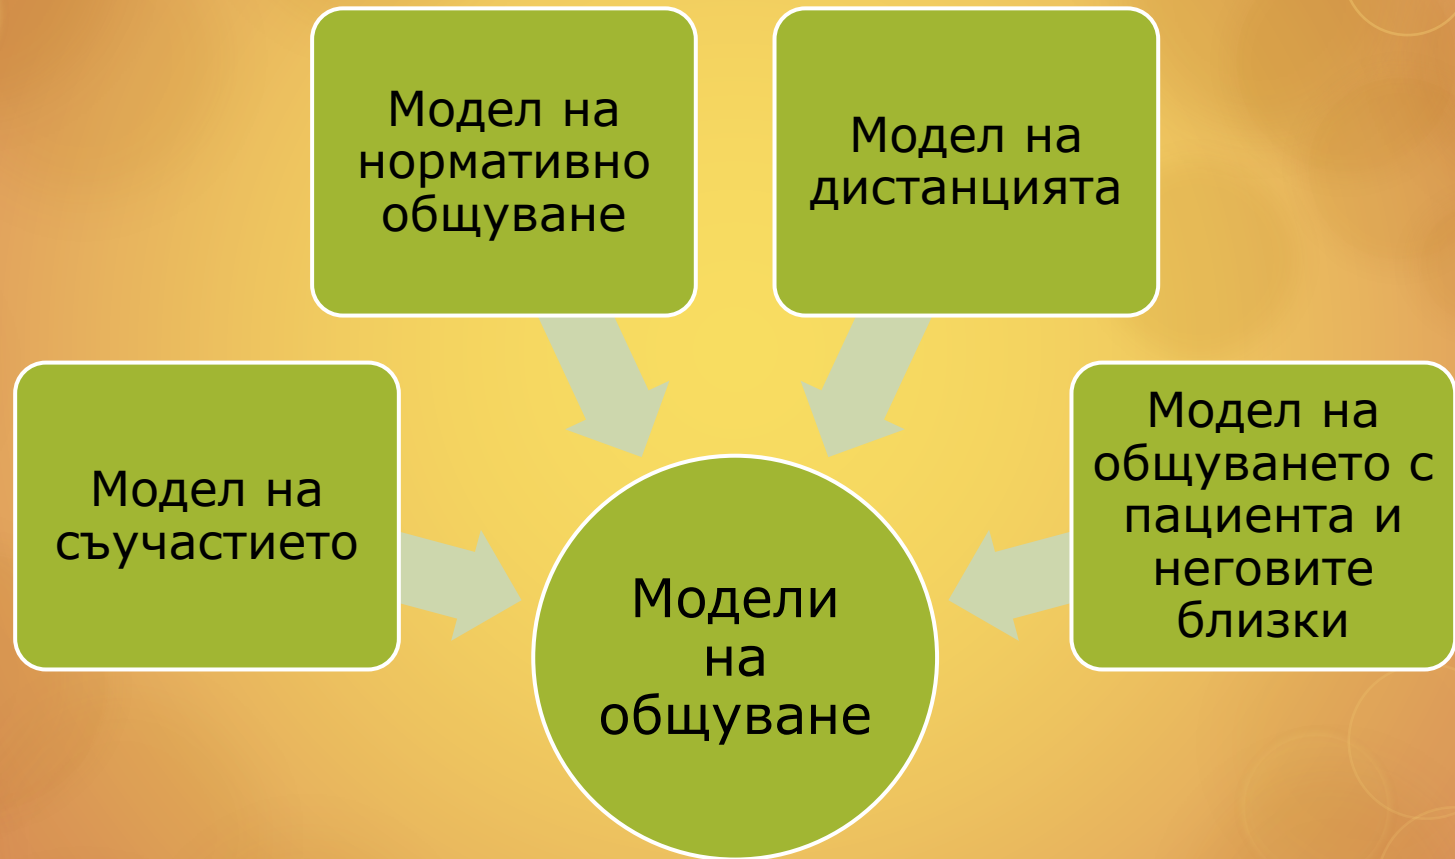 Модел на
нормативно
общуване
Модел на
дистанцията
Модел на
съучастието
Модел на
общуването с
пациента и
неговите
близки
Модели
на
общуване